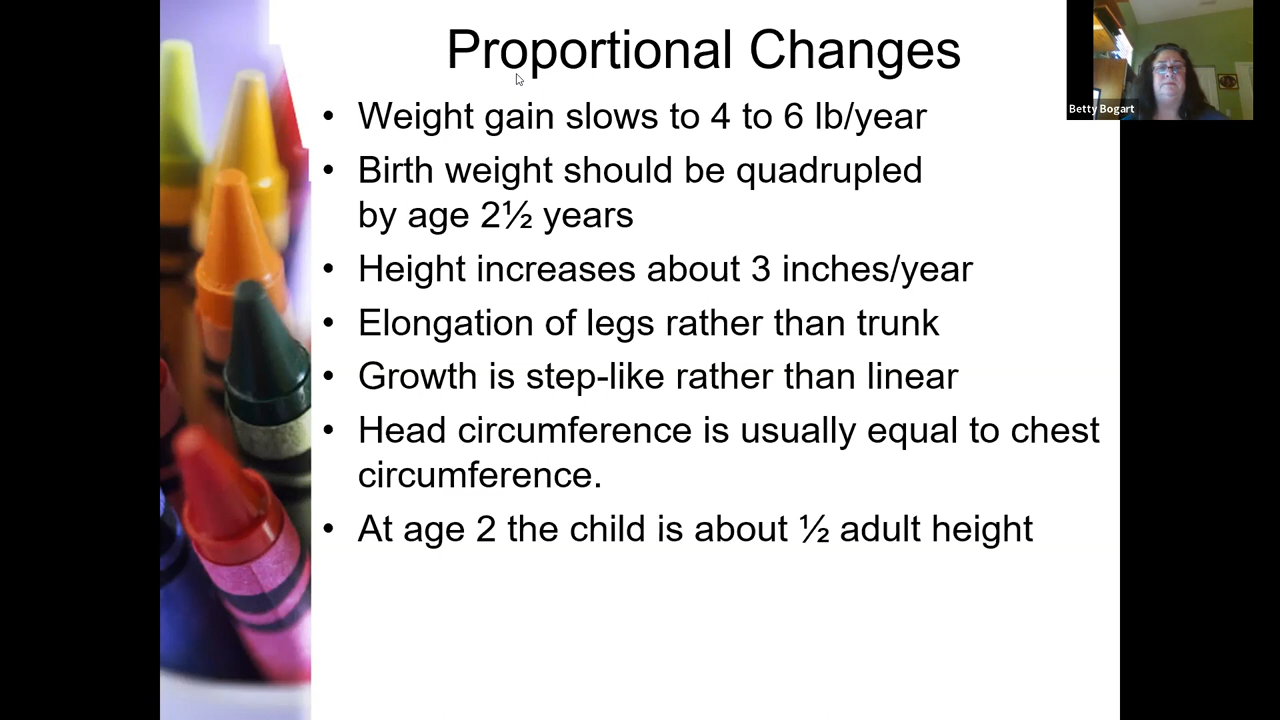 Proportional Changes
Betty Bogart
• Weight gain slows to 4 to 6 lb/year
• Birth weight should be quadrupled
by age 2½ years
• Height increases about 3 inches/year
• Elongation of legs rather than trunk
• Growth is step-like rather than linear
• Head circumference is usually equal to chest
circumference.
• At age 2 the child is about ½ adult height